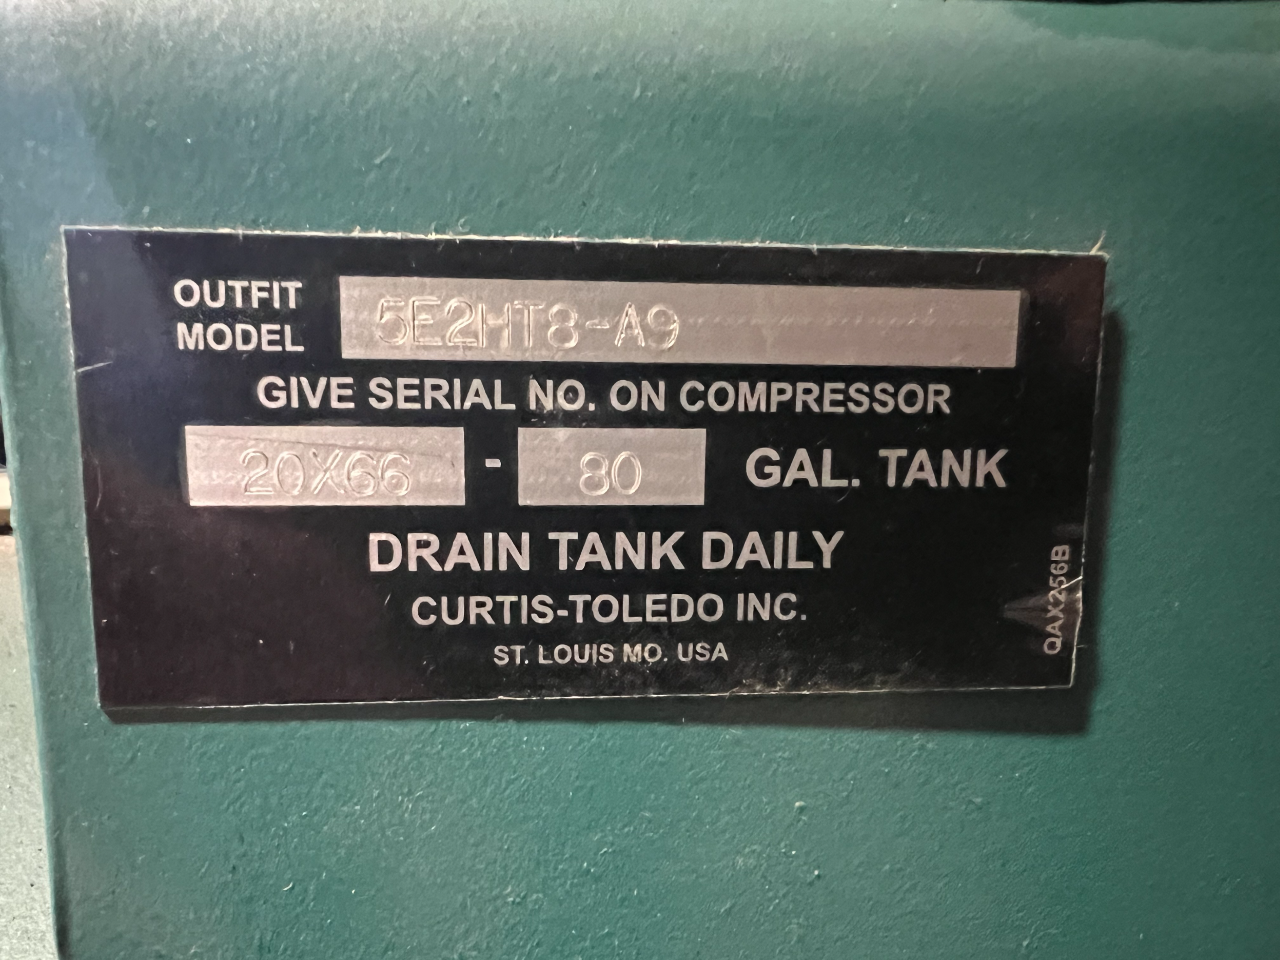 OUTFIT MODEL 5E2HT8-A9
GIVE SERIAL NO. ON COMPRESSOR
20X66 - 80 GAL. TANK
DRAIN TANK DAILY
CURTIS-TOLEDO INC.
ST. LOUIS MO. USA
QAX256B